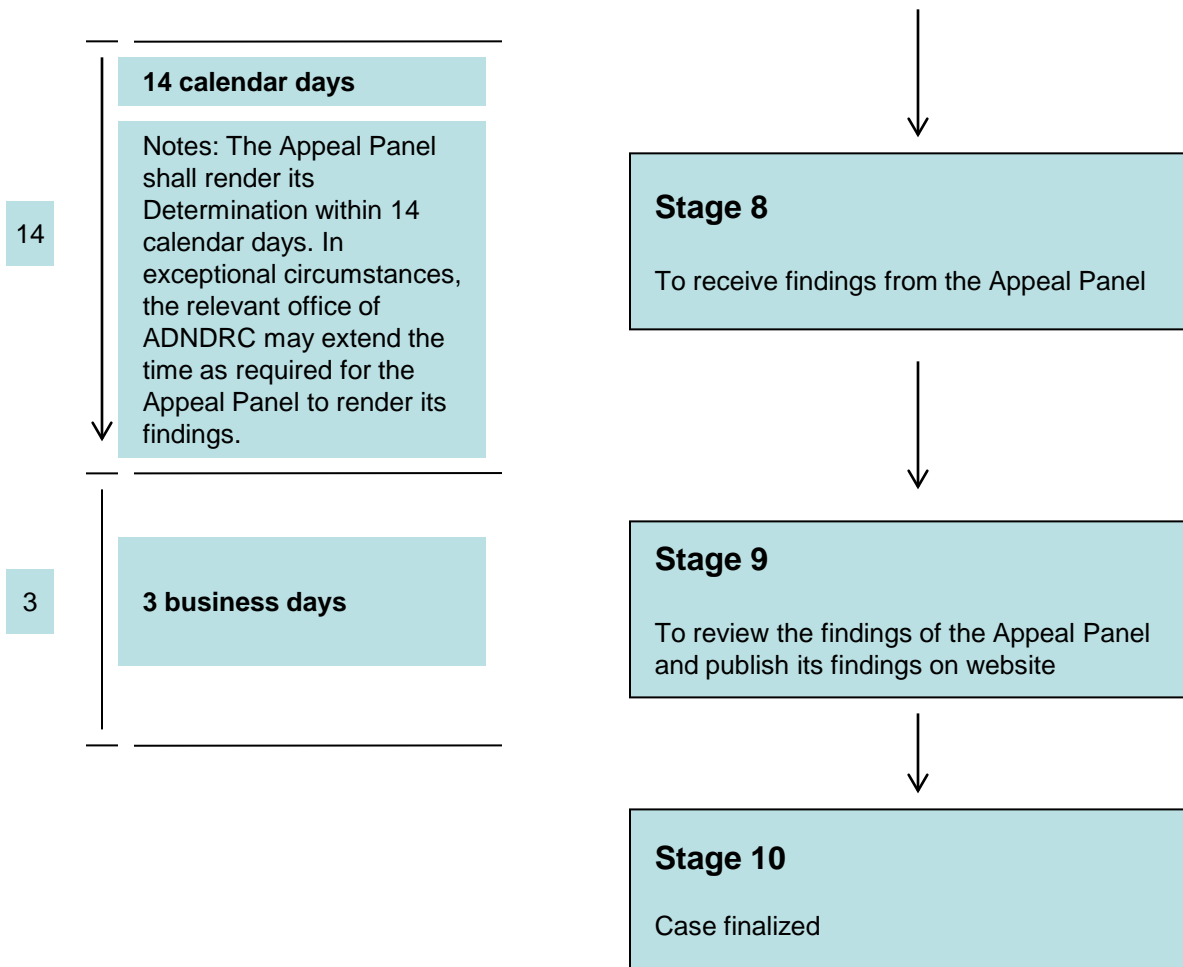 14
14 calendar days
Notes: The Appeal Panel
shall render its
Determination within 14
calendar days. In
exceptional circumstances,
the relevant office of
ADNDRC may extend the
time as required for the
Appeal Panel to render its
findings.
Stage 8
To receive findings from the Appeal Panel
3
3 business days
Stage 9
To review the findings of the Appeal Panel
and publish its findings on website
Stage 10
Case finalized